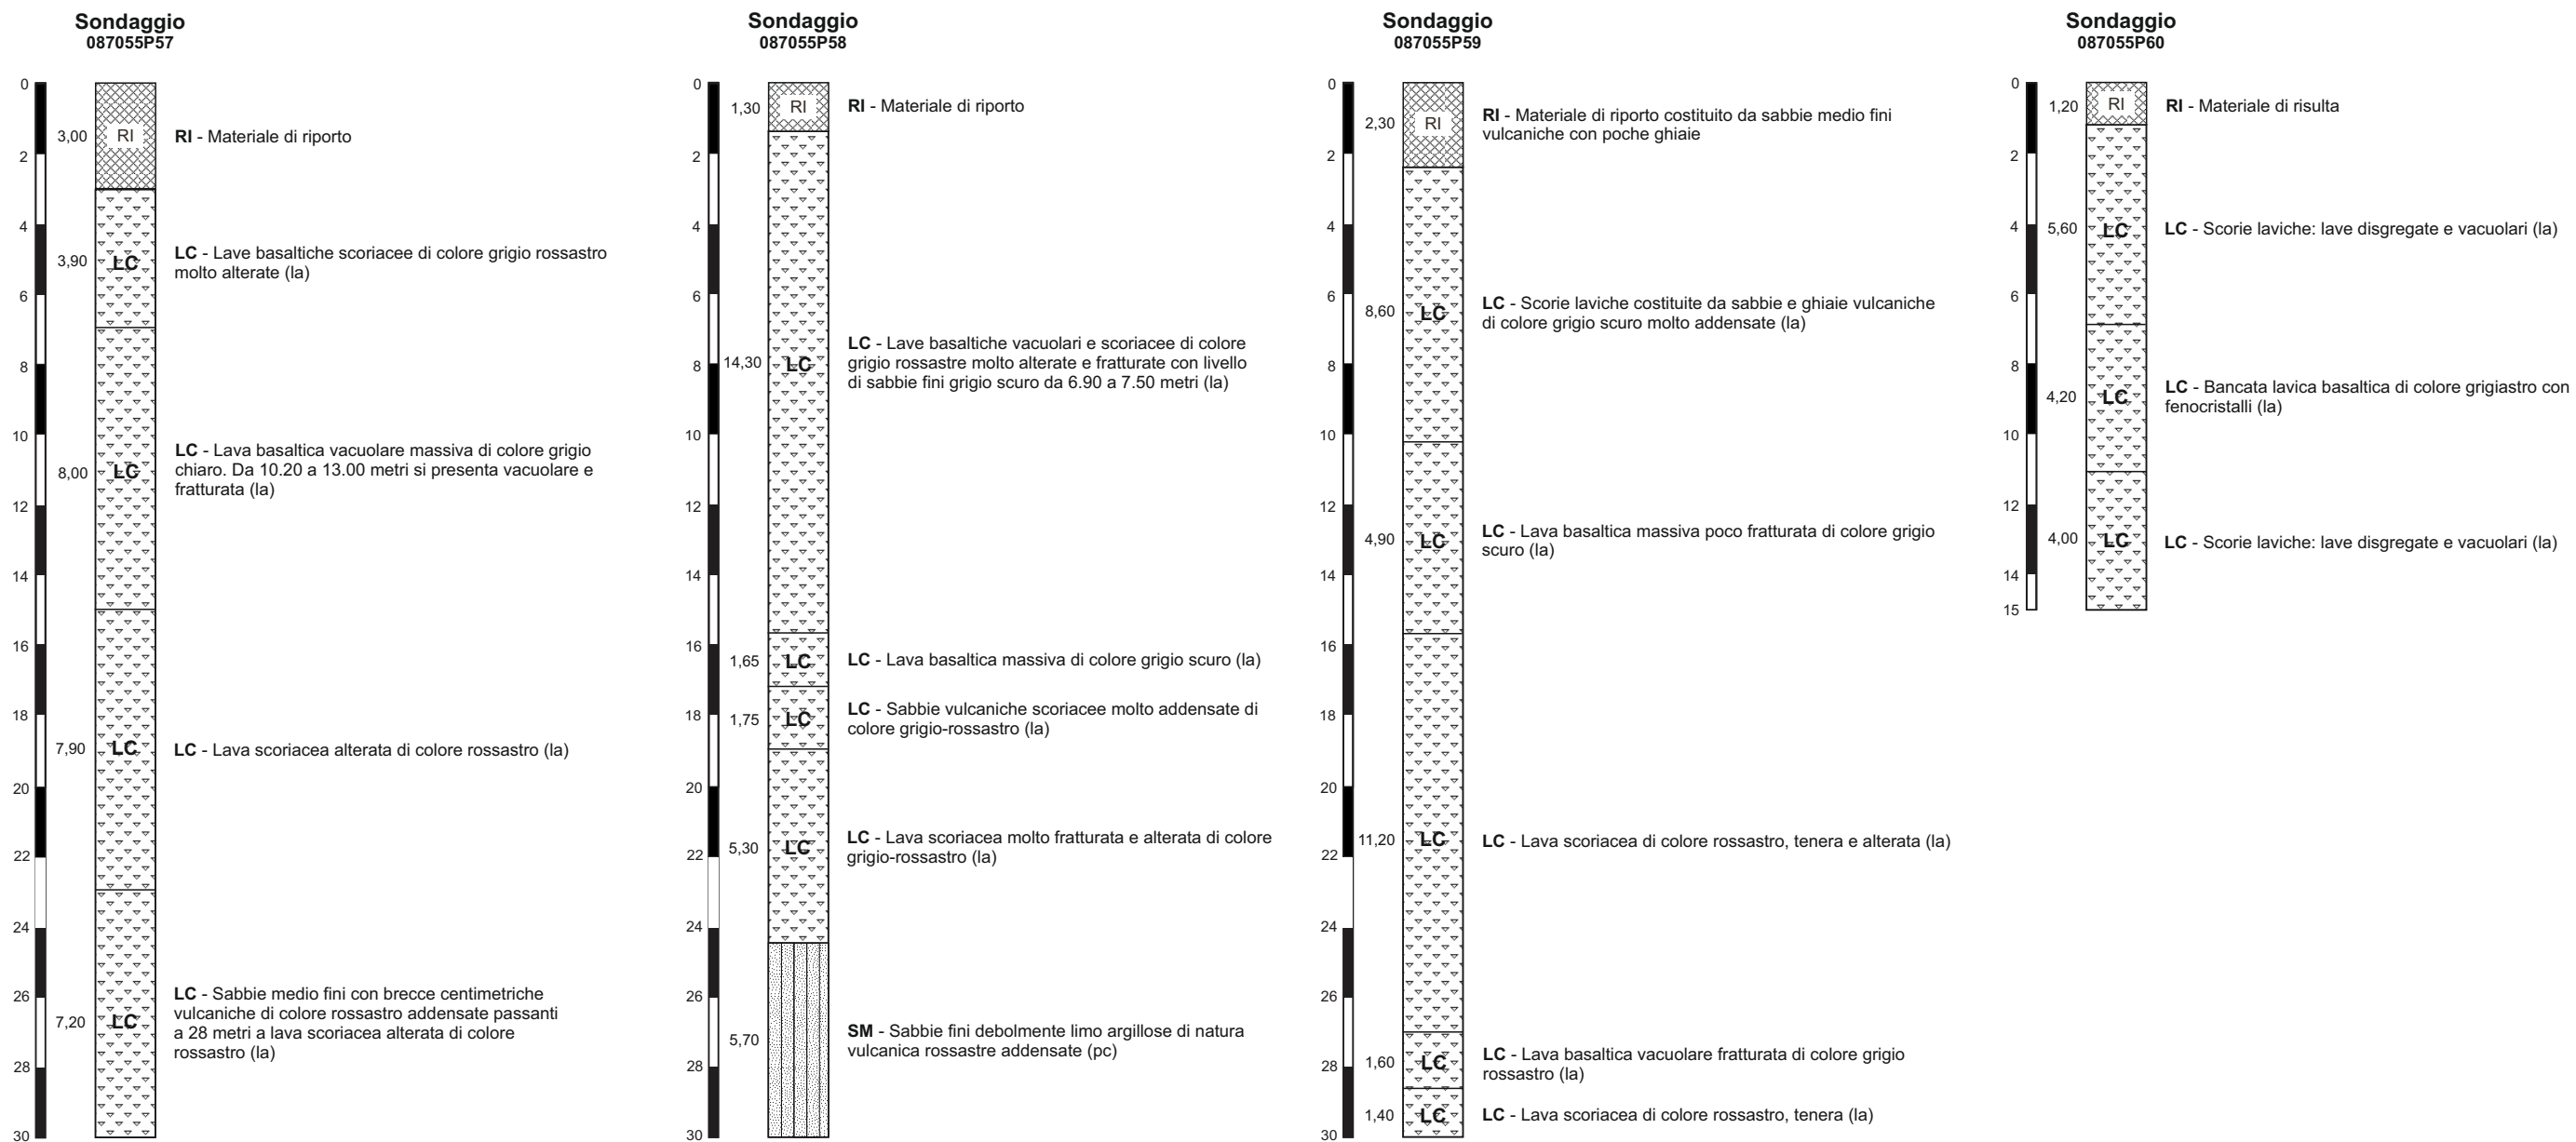 Sondaggio
087055P57
0
2
4
6
8
10
12
14
16
18
20
22
24
26
28
30
3,00
RI
RI - Materiale di riporto
3,90
LC
LC - Lave basaltiche scoriacee di colore grigio rossastro
molto alterate (la)
8,00
LC
LC - Lava basaltica vacuolare massiva di colore grigio
chiaro. Da 10.20 a 13.00 metri si presenta vacuolare e
fratturata (la)
7,90
LC
LC - Lava scoriacea alterata di colore rossastro (la)
7,20
LC
LC - Sabbie medio fini con brecce centimetriche
vulcaniche di colore rossastro addensate passanti
a 28 metri a lava scoriacea alterata di colore
rossastro (la)
Sondaggio
087055P58
0
2
4
6
8
10
12
14
16
18
20
22
24
26
28
30
1,30
RI
RI - Materiale di riporto
14,30
LC
LC - Lave basaltiche vacuolari e scoriacee di colore
grigio rossastre molto alterate e fratturate con livello
di sabbie fini grigio scuro da 6.90 a 7.50 metri (la)
1,65
LC
LC - Lava basaltica massiva di colore grigio scuro (la)
1,75
LC
LC - Sabbie vulcaniche scoriacee molto addensate di
colore grigio-rossastro (la)
5,30
LC
LC - Lava scoriacea molto fratturata e alterata di colore
grigio-rossastro (la)
5,70
SM - Sabbie fini debolmente limo argillose di natura
vulcanica rossastre addensate (pc)
Sondaggio
087055P59
0
2
4
6
8
10
12
14
16
18
20
22
24
26
28
30
2,30
RI
RI - Materiale di riporto costituito da sabbie medio fini
vulcaniche con poche ghiaie
8,60
LC
LC - Scorie laviche costituite da sabbie e ghiaie vulcaniche
di colore grigio scuro molto addensate (la)
4,90
LC
LC - Lava basaltica massiva poco fratturata di colore grigio
scuro (la)
11,20
LC
LC - Lava scoriacea di colore rossastro, tenera e alterata (la)
1,60
LC
LC - Lava basaltica vacuolare fratturata di colore grigio
rossastro (la)
1,40
LC
LC - Lava scoriacea di colore rossastro, tenera (la)
Sondaggio
087055P60
0
2
4
6
8
10
12
14
15
1,20
RI
RI - Materiale di risulta
5,60
LC
LC - Scorie laviche: lave disgregate e vacuolari (la)
4,20
LC
LC - Bancata lavica basaltica di colore grigiastro con
fenocristalli (la)
4,00
LC
LC - Scorie laviche: lave disgregate e vacuolari (la)